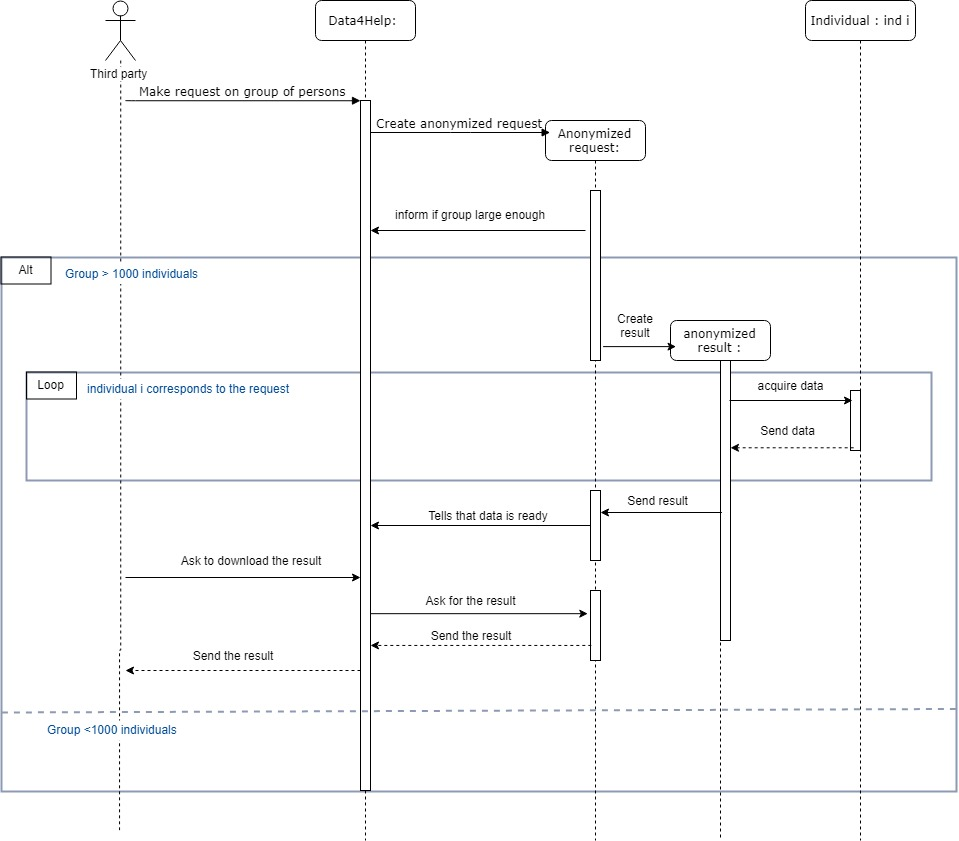 Data4Help:
Individual : ind i
Third party
Make request on group of persons
Create anonymized request
Anonymized
request:
inform if group large enough
Alt
Group > 1000 individuals
Create
result
anonymized
result :
Loop
individual i corresponds to the request
acquire data
Send data
Send result
Tells that data is ready
Ask to download the result
Ask for the result
Send the result
Send the result
Group <1000 individuals